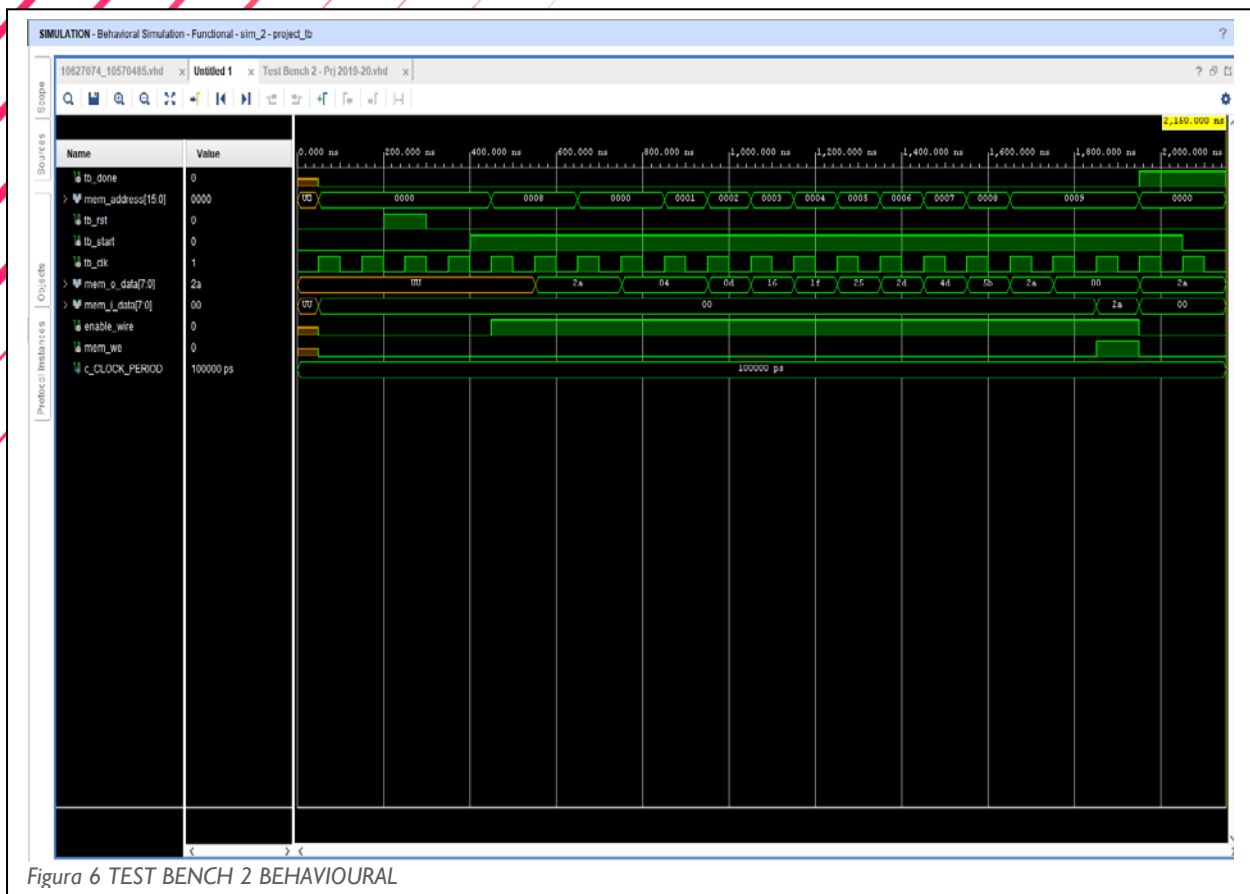 SIMULATION - Behavioral Simulation - Functional - sim_2 - project_tb ?
10627074_10570485.vhd x Untitled 1 x Test Bench 2 - Prj 2019-20.vhd x ?
Scope
Sources
Objects
Protocol Instances
2,150.000 ns
Name Value 0.000 ns 200.000 ns 400.000 ns 600.000 ns 800.000 ns 1,000.000 ns 1,200.000 ns 1,400.000 ns 1,600.000 ns 1,800.000 ns 2,000.000 ns
tb_done 0
mem_address[15:0] 0000 UU 0000 0008 0000 0001 0002 0003 0004 0005 0006 0007 0008 0009 0000
tb_rst 0
tb_start 0
tb_clk 1
mem_o_data[7:0] 2a UU 2a 04 0d 16 1f 25 2d 4d 5b 2a 00 2a
mem_i_data[7:0] 00 UU 00 2a 00
enable_wire 0
mem_we 0
c_CLOCK_PERIOD 100000 ps 100000 ps
Figura 6 TEST BENCH 2 BEHAVIOURAL